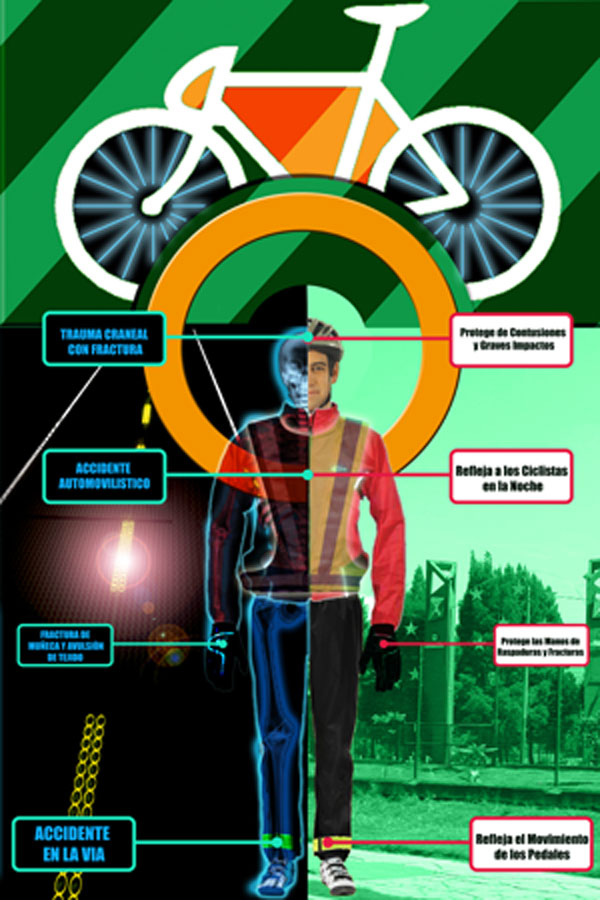 TRAUMA CRANEAL
CON FRACTURA
Protege de Contusiones
y Graves Impactos
ACCIDENTE
AUTOMOVILISTICO
Refleja a los Ciclistas
en la Noche
FRACTURA DE
MUÑECA Y AVULSIÓN
DE TEJIDO
Protege las Manos de
Raspaduras y Fracturas
ACCIDENTE
EN LA VIA
Refleja el Movimiento
de los Pedales